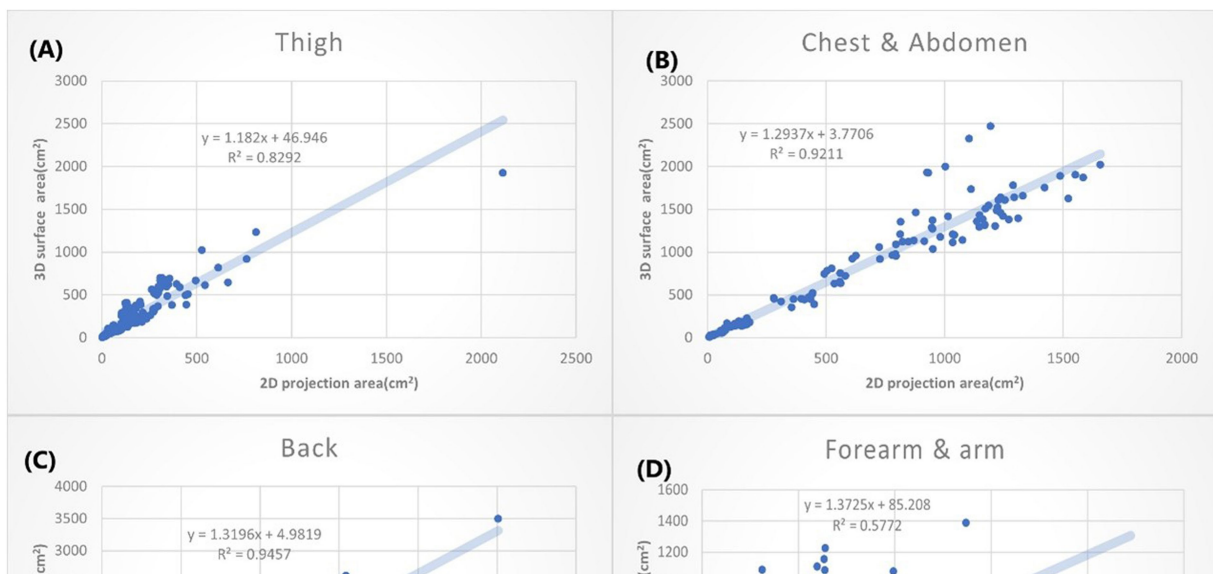 (A)
Thigh
3000
2500
2000
1500
1000
500
0
3D surface area(cm²)
y = 1.182x + 46.946
R² = 0.8292
0 500 1000 1500 2000 2500
2D projection area(cm²)
(B)
Chest & Abdomen
3000
2500
2000
1500
1000
500
0
3D surface area(cm²)
y = 1.2937x + 3.7706
R² = 0.9211
0 500 1000 1500 2000
2D projection area(cm²)
(C)
Back
4000
3500
3000
cm²)
y = 1.3196x + 4.9819
R² = 0.9457
(D)
Forearm & arm
1600
1400
1200
cm²)
y = 1.3725x + 85.208
R² = 0.5772